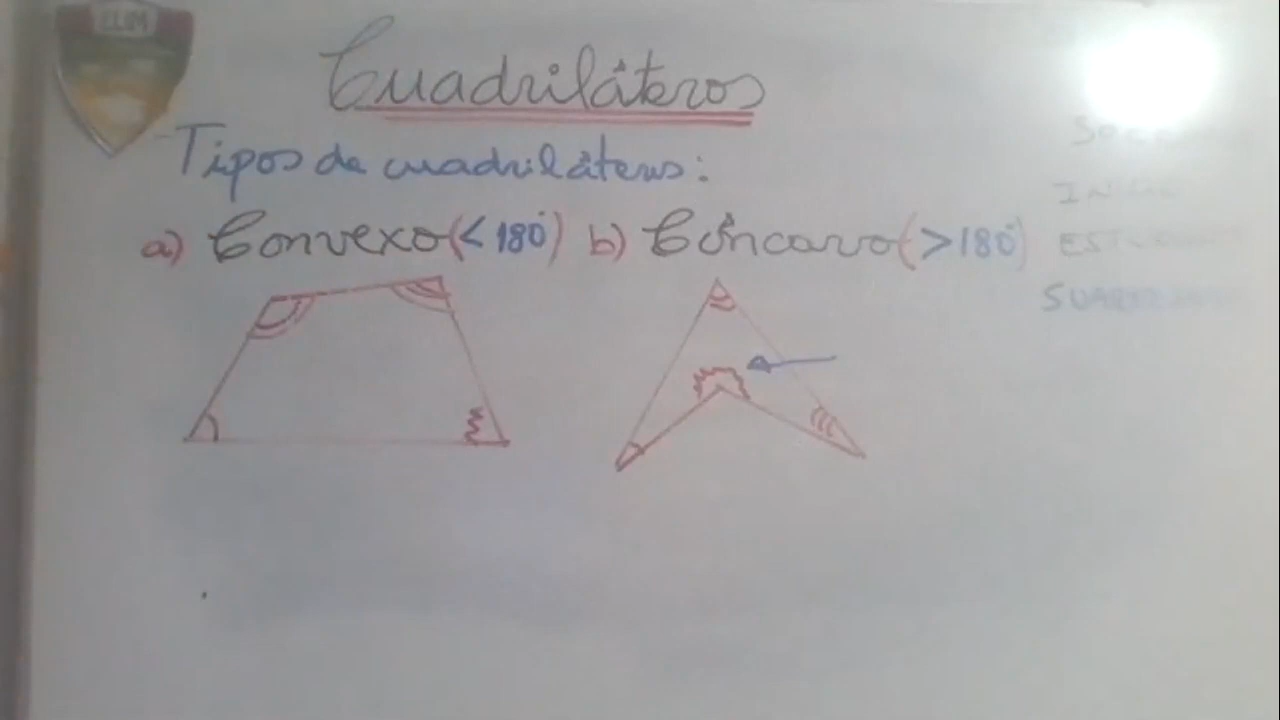 Cuadriláteros
Tipos de cuadriláteros:
a) Convexo (< 180°) b) Cóncavo (> 180°)